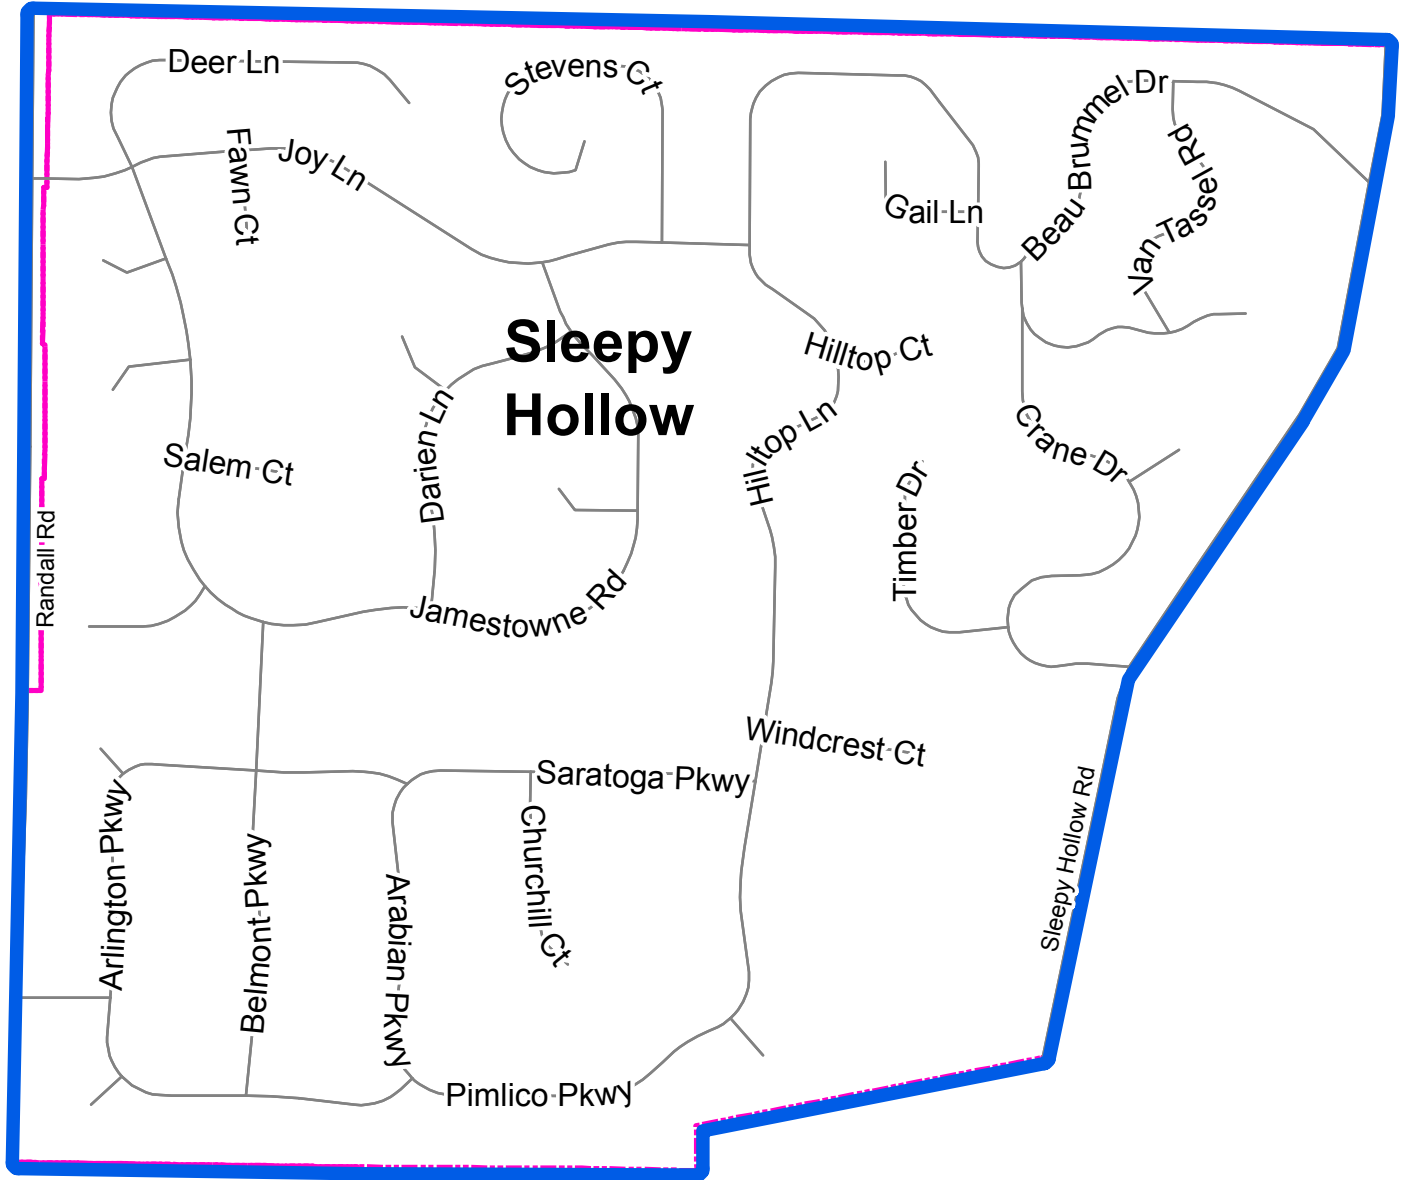 Deer Ln
Stevens Ct
Beau Brummel Dr
Fawn Ct
Joy Ln
Van Tassel Rd
Gail Ln
Sleepy
Hollow
Hilltop Ct
Darien Ln
Hilltop Ln
Crane Dr
Salem Ct
Timber Dr
Randall Rd
Jamestowne Rd
Windcrest Ct
Saratoga Pkwy
Sleepy Hollow Rd
Arlington Pkwy
Belmont Pkwy
Arabian Pkwy
Churchill Ct
Pimlico Pkwy